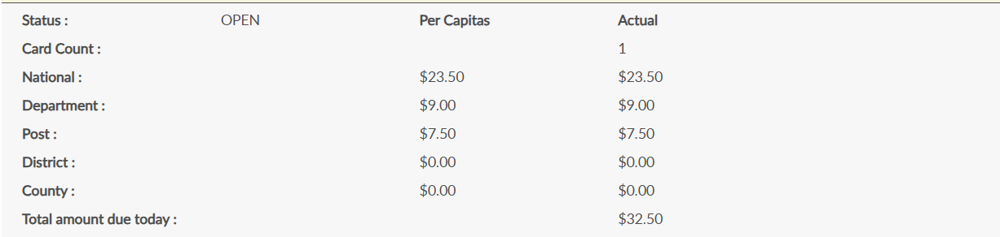 Status : OPEN Per Capitas Actual
Card Count : 1
National : $23.50 $23.50
Department : $9.00 $9.00
Post : $7.50 $7.50
District : $0.00 $0.00
County : $0.00 $0.00
Total amount due today : $32.50